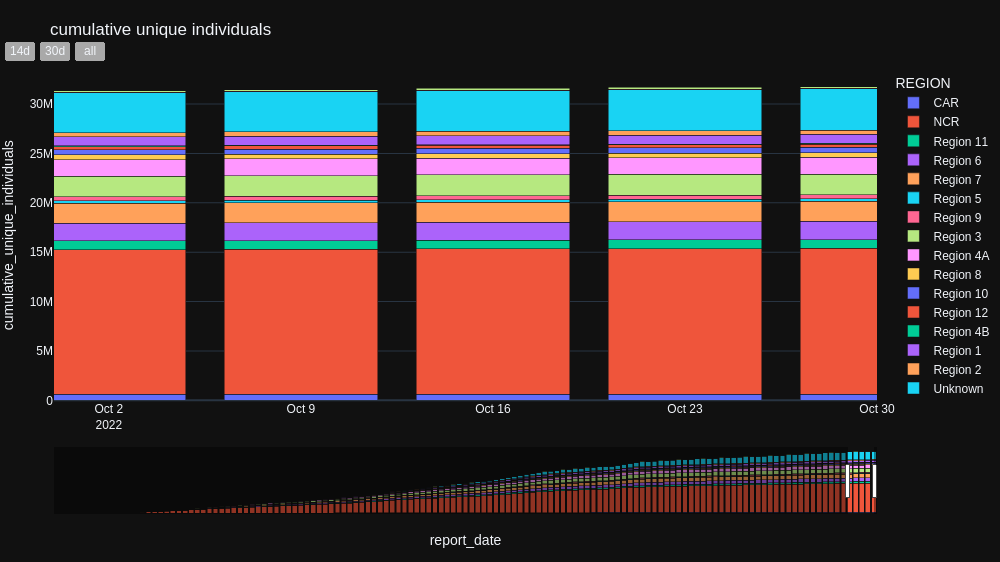 cumulative unique individuals
14d 30d all
cumulative_unique_individuals
30M
25M
20M
15M
10M
5M
0
Oct 2 Oct 9 Oct 16 Oct 23 Oct 30
2022
report_date
REGION
CAR
NCR
Region 11
Region 6
Region 7
Region 5
Region 9
Region 3
Region 4A
Region 8
Region 10
Region 12
Region 4B
Region 1
Region 2
Unknown